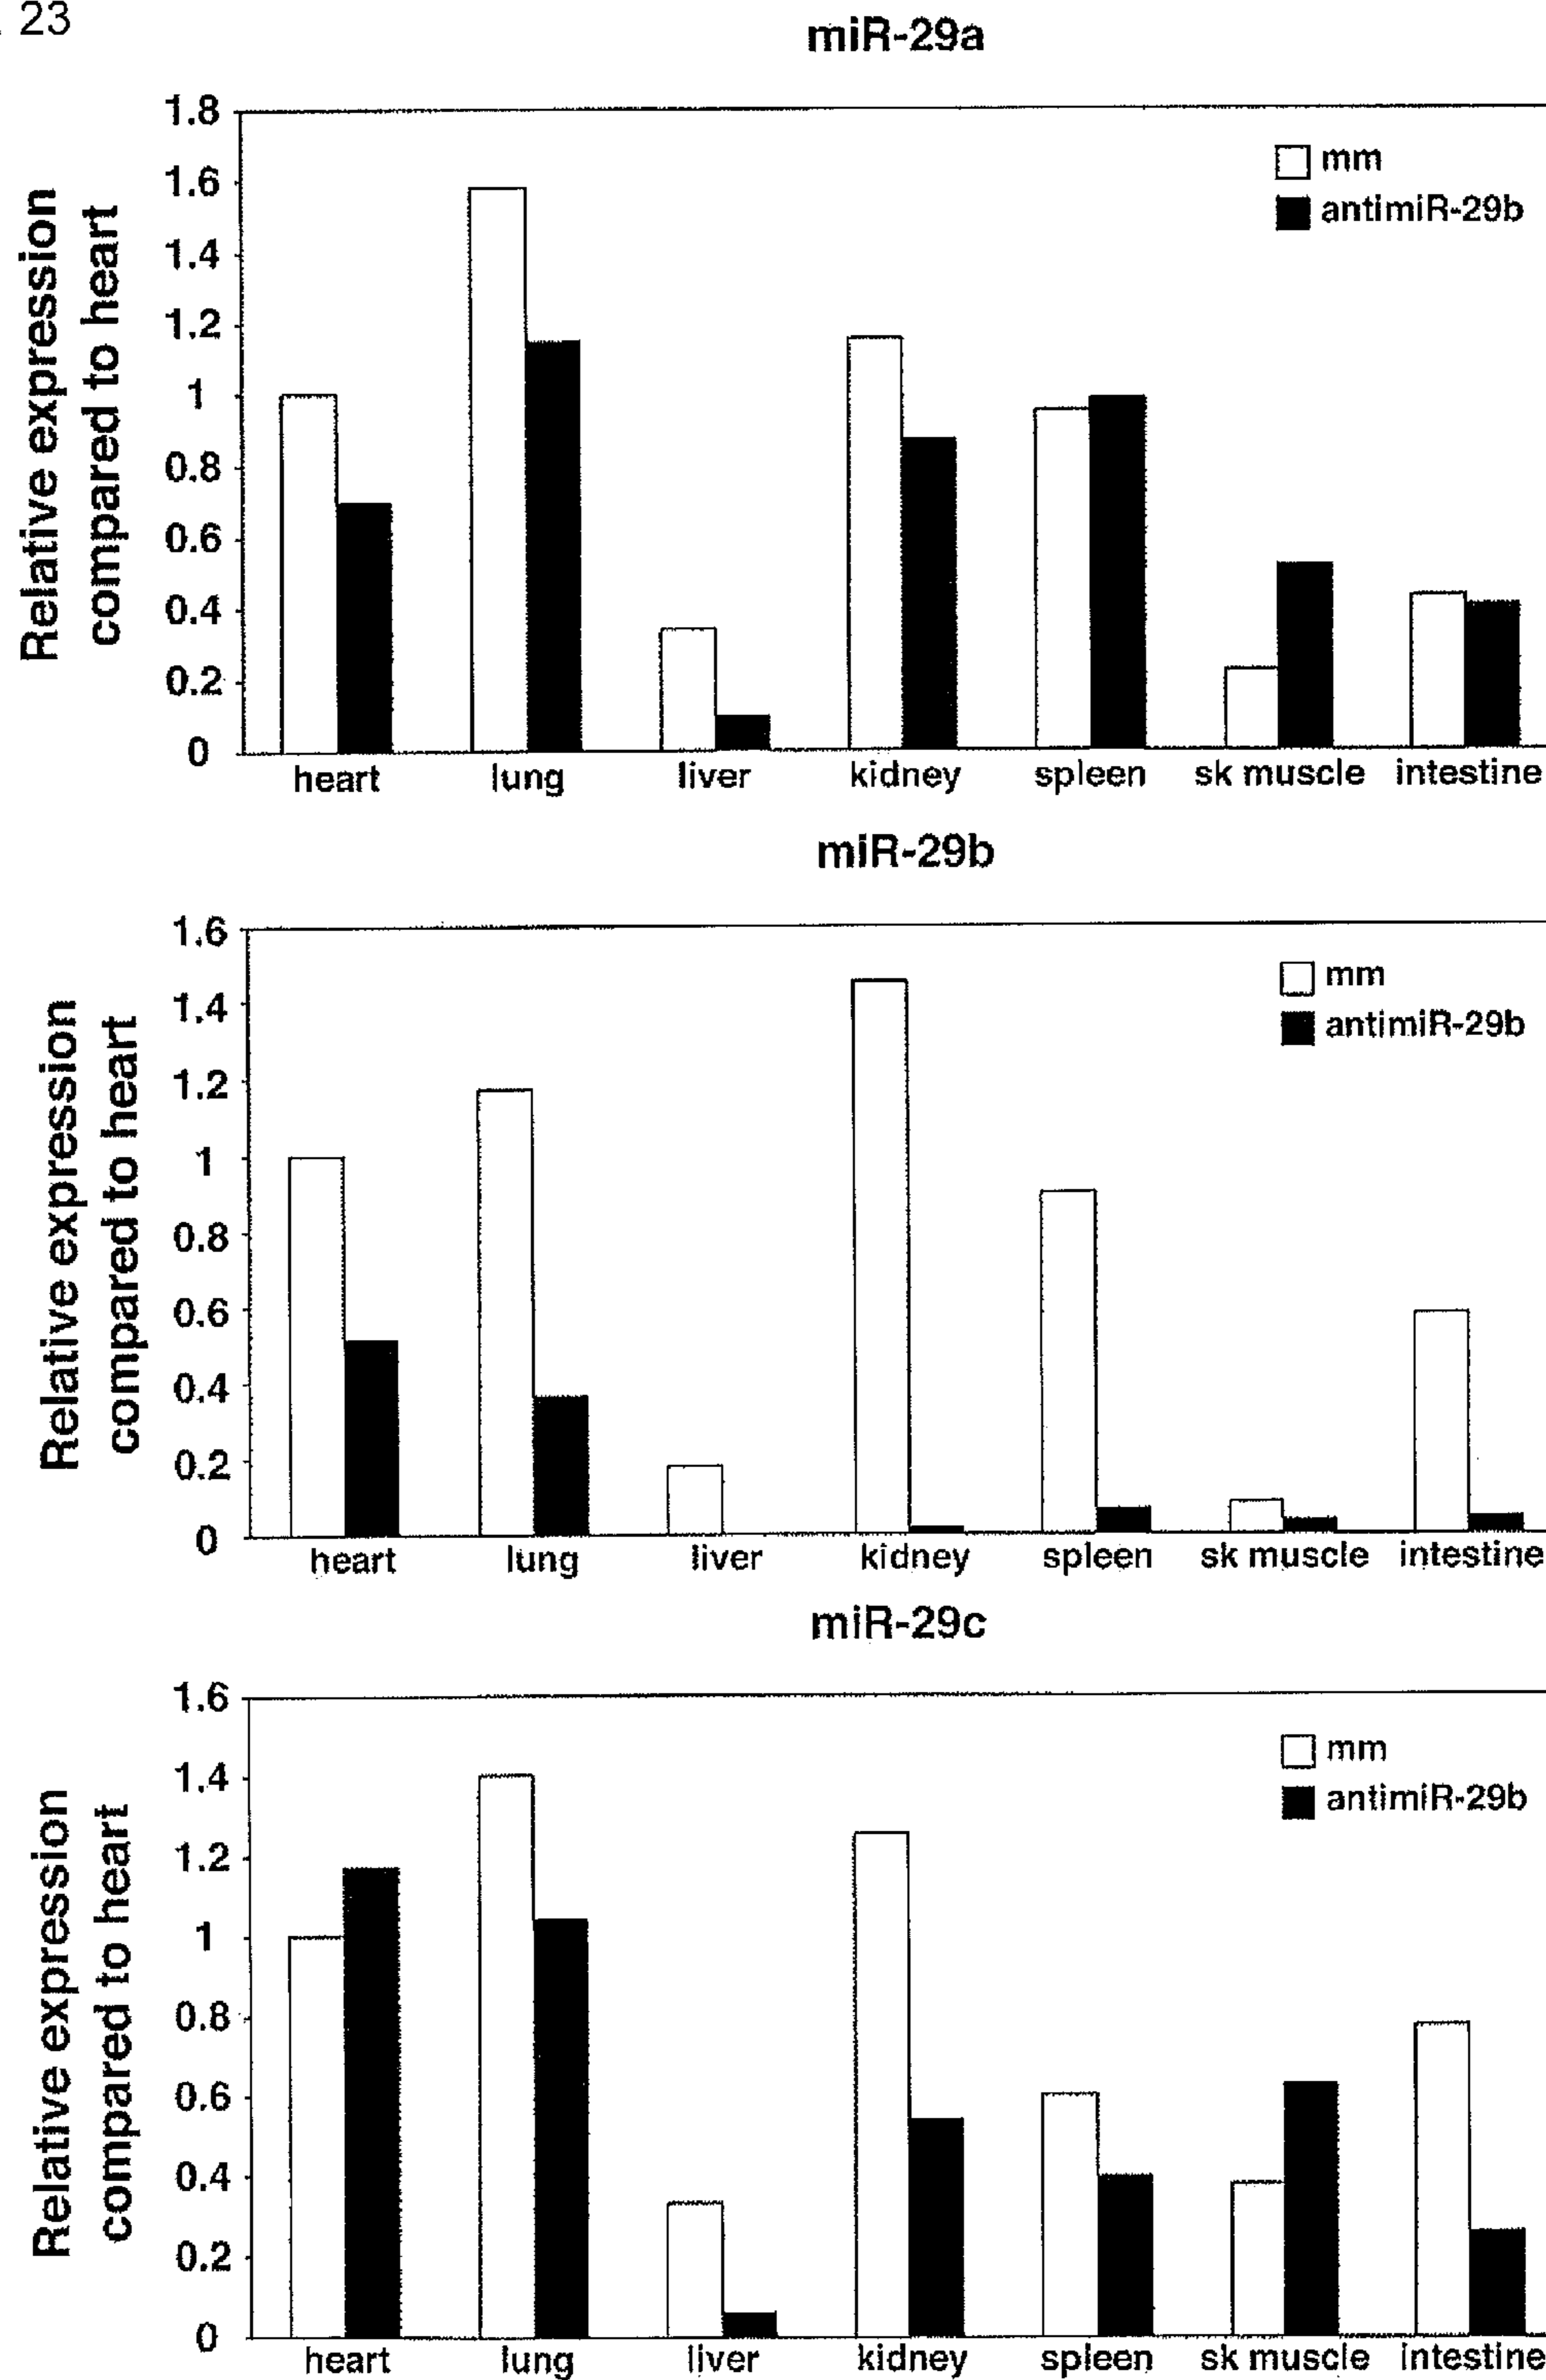 . 23
miR-29a
Relative expression
compared to heart
1.8
1.6
1.4
1.2
1
0.8
0.6
0.4
0.2
0
mm
antimiR-29b
heart lung liver kidney spleen sk muscle intestine
miR-29b
Relative expression
compared to heart
1.6
1.4
1.2
1
0.8
0.6
0.4
0.2
0
mm
antimiR-29b
heart lung liver kidney spleen sk muscle intestine
miR-29c
Relative expression
compared to heart
1.6
1.4
1.2
1
0.8
0.6
0.4
0.2
0
mm
antimiR-29b
heart lung liver kidney spleen sk muscle intestine